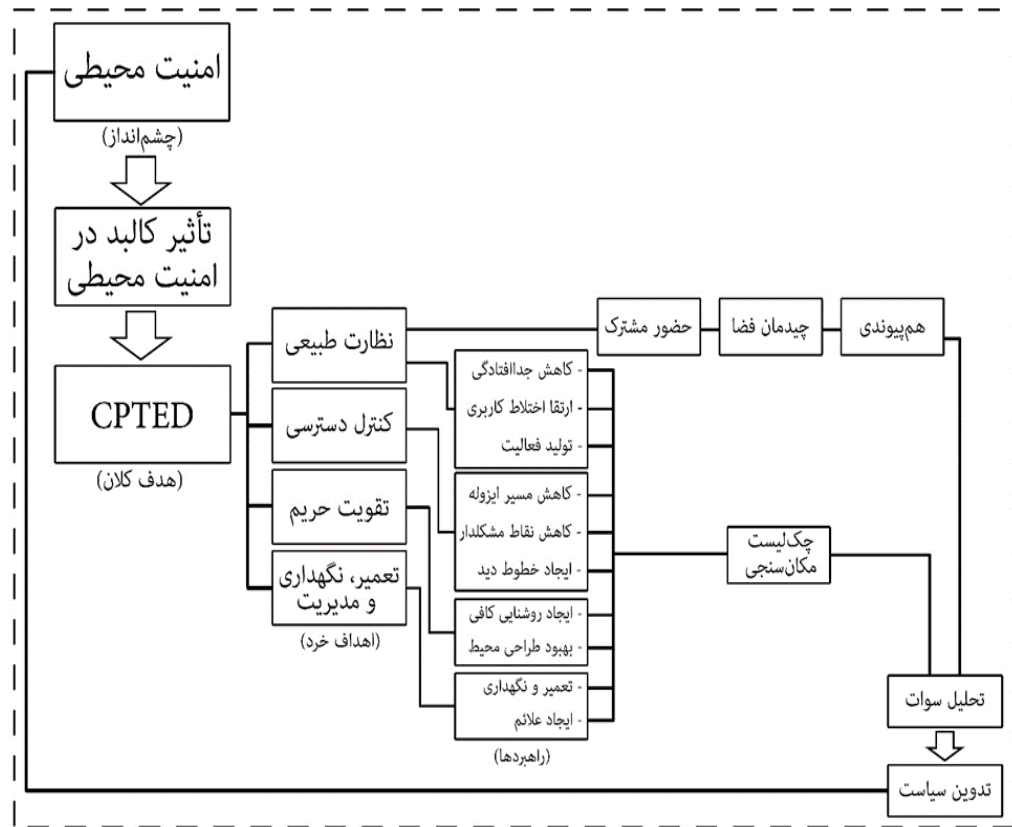 امنیت محیطی
(چشم‌انداز)
تأثیر کالبد در
امنیت محیطی
CPTED
(هدف کلان)
نظارت طبیعی
کنترل دسترسی
تقویت حریم
تعمیر، نگهداری
و مدیریت
(اهداف خرد)
حضور مشترک
چیدمان فضا
هم‌پیوندی
- کاهش جداافتادگی
- ارتقا اختلاط کاربری
- تولید فعالیت
- کاهش مسیر ایزوله
- کاهش نقاط مشکلدار
- ایجاد خطوط دید
- ایجاد روشنایی کافی
- بهبود طراحی محیط
- تعمیر و نگهداری
- ایجاد علائم
(راهبردها)
چک‌لیست
مکان‌سنجی
تحلیل سوات
تدوین سیاست